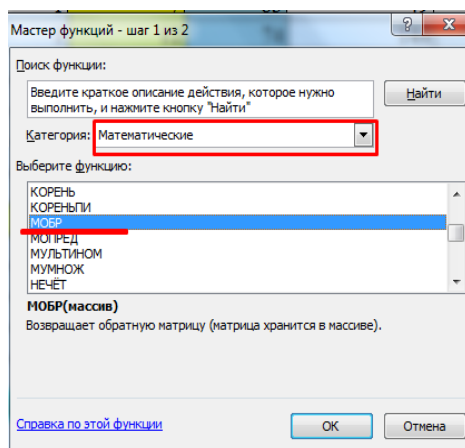 Мастер функций - шаг 1 из 2
Поиск функции:
Введите краткое описание действия, которое нужно
выполнить, и нажмите кнопку "Найти"
Найти
Категория: Математические
Выберите функцию:
КОРЕНЬ
КОРЕНЬПИ
МОБР
МОПРЕД
МУЛЬТИНОМ
МУМНОЖ
НЕЧЁТ
МОБР(массив)
Возвращает обратную матрицу (матрица хранится в массиве).
Справка по этой функции
ОК
Отмена